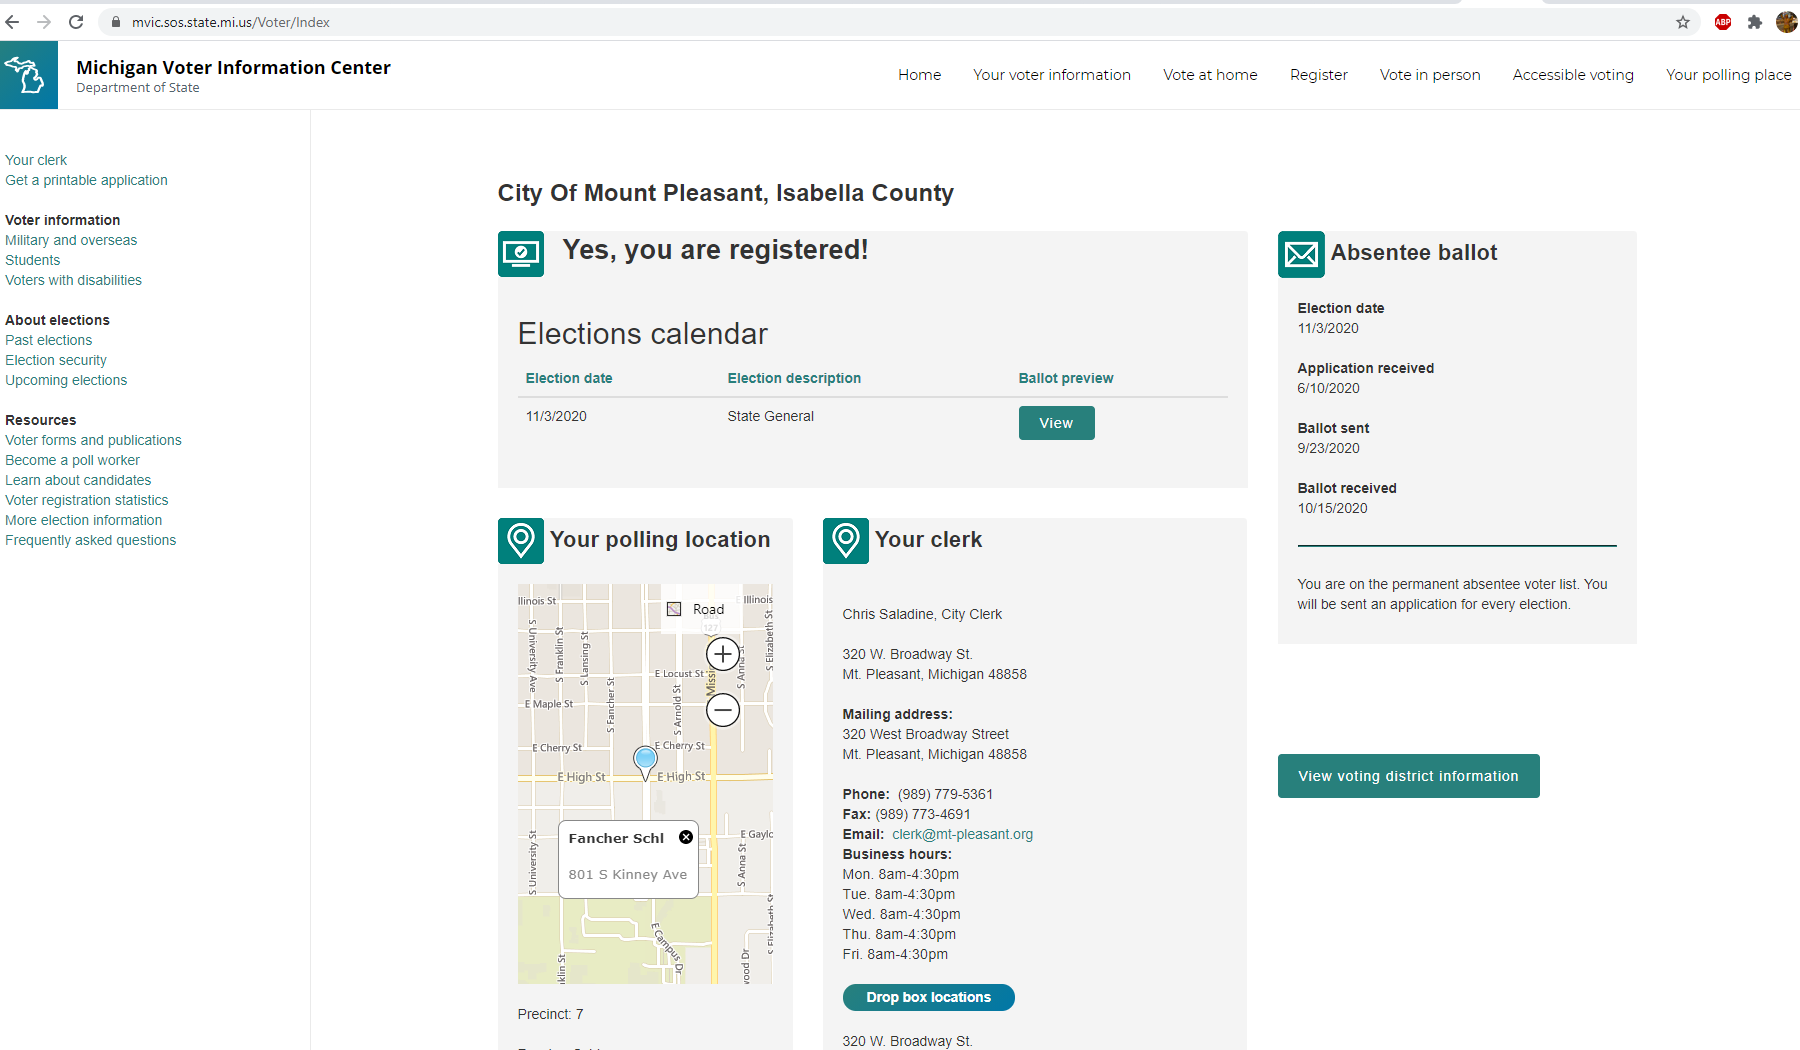 mvic.sos.state.mi.us/Voter/Index
ABP
Michigan Voter Information Center
Department of State
Home
Your voter information
Vote at home
Register
Vote in person
Accessible voting
Your polling place
Your clerk
Get a printable application
Voter information
Military and overseas
Students
Voters with disabilities
About elections
Past elections
Election security
Upcoming elections
Resources
Voter forms and publications
Become a poll worker
Learn about candidates
Voter registration statistics
More election information
Frequently asked questions
City Of Mount Pleasant, Isabella County
Yes, you are registered!
Elections calendar
Election date Election description Ballot preview
11/3/2020 State General View
Absentee ballot
Election date
11/3/2020
Application received
6/10/2020
Ballot sent
9/23/2020
Ballot received
10/15/2020
You are on the permanent absentee voter list. You
will be sent an application for every election.
View voting district information
Your polling location
Road
llinois St
E Illinois
127
S University Ave
S Franklin St
S Lansing St
S Elizabeth St
E Locust St
S Anna St
Missi
S Fancher St
S Arnold St
E Maple St
E Cherry St
E Cherry St
E High St
E High St
Fancher Schl
801 S Kinney Ave
E Gaylo
S University St
S Anna St
E Campus Dr
S Elizabeth St
klin St
wood Dr
Precinct: 7
Your clerk
Chris Saladine, City Clerk
320 W. Broadway St.
Mt. Pleasant, Michigan 48858
Mailing address:
320 West Broadway Street
Mt. Pleasant, Michigan 48858
Phone: (989) 779-5361
Fax: (989) 773-4691
Email: clerk@mt-pleasant.org
Business hours:
Mon. 8am-4:30pm
Tue. 8am-4:30pm
Wed. 8am-4:30pm
Thu. 8am-4:30pm
Fri. 8am-4:30pm
Drop box locations
320 W. Broadway St.